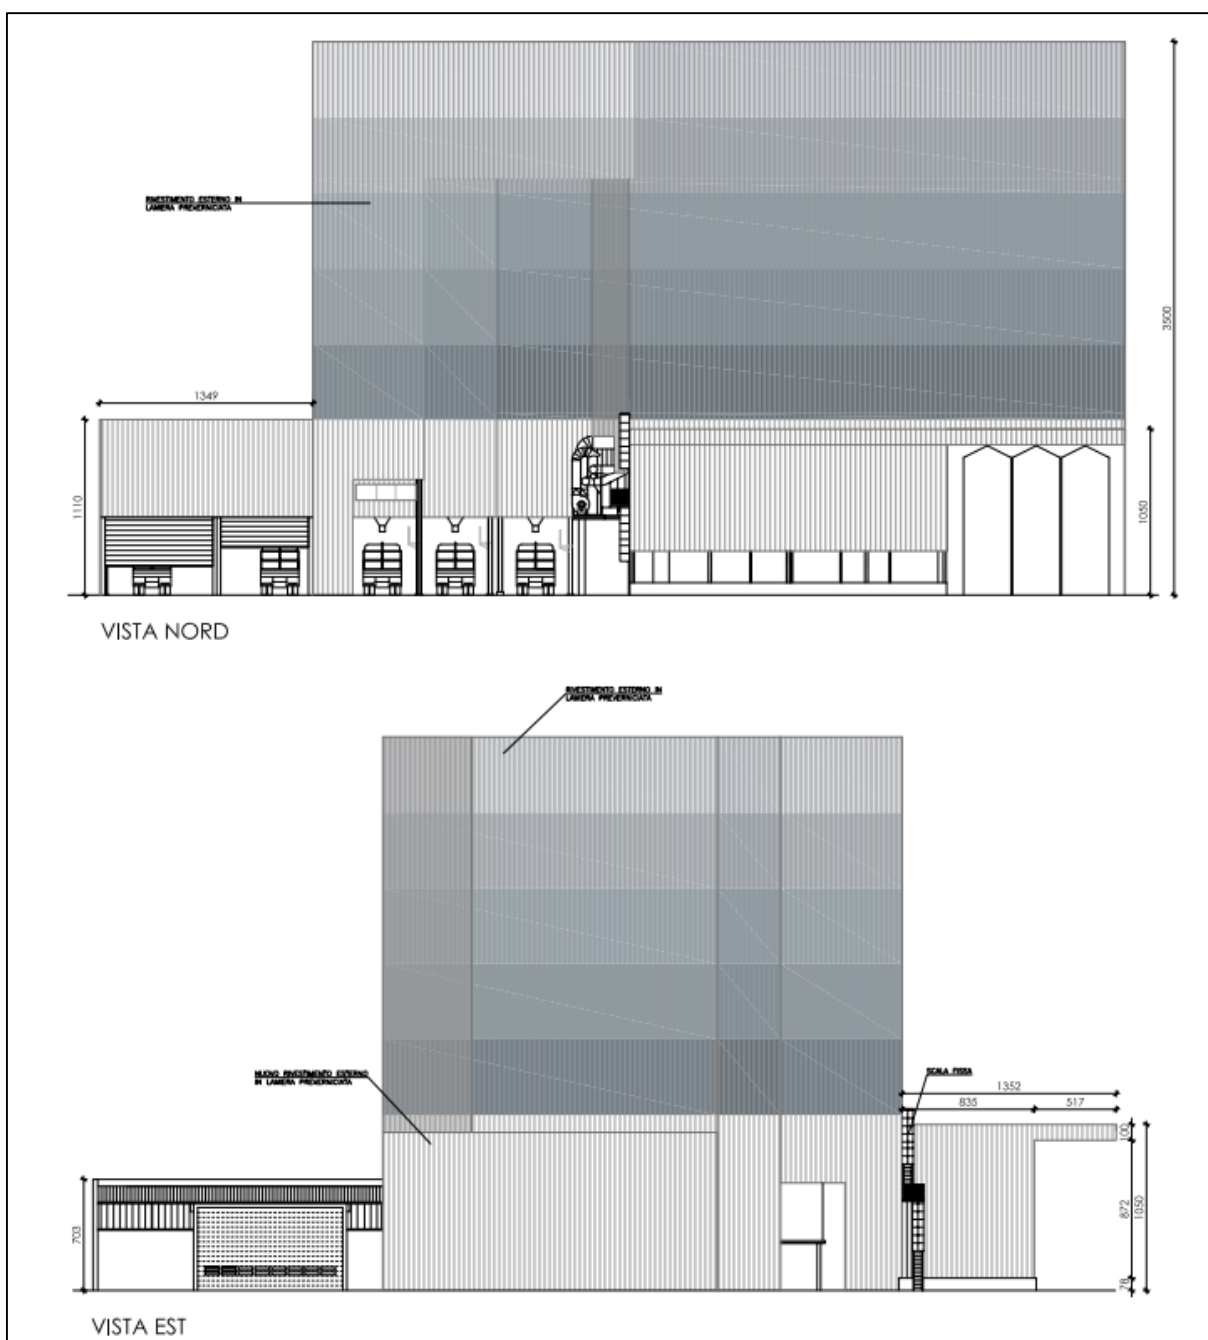 RIVESTIMENTO ESTERNO IN
LAMIERA PREVERNICIATA
3500
1349
1110
1050
VISTA NORD
RIVESTIMENTO ESTERNO IN
LAMIERA PREVERNICIATA
NUOVO RIVESTIMENTO ESTERNO
IN LAMIERA PREVERNICIATA
SCALA FISSA
1352
835
517
100
872
1050
78
703
VISTA EST